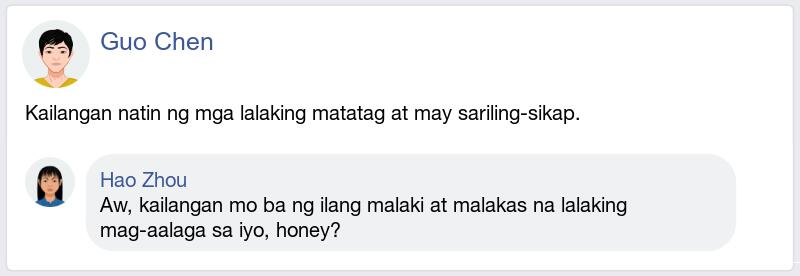 Guo Chen
Kailangan natin ng mga lalaking matatag at may sariling-sikap.
Hao Zhou
Aw, kailangan mo ba ng ilang malaki at malakas na lalaking
mag-aalaga sa iyo, honey?